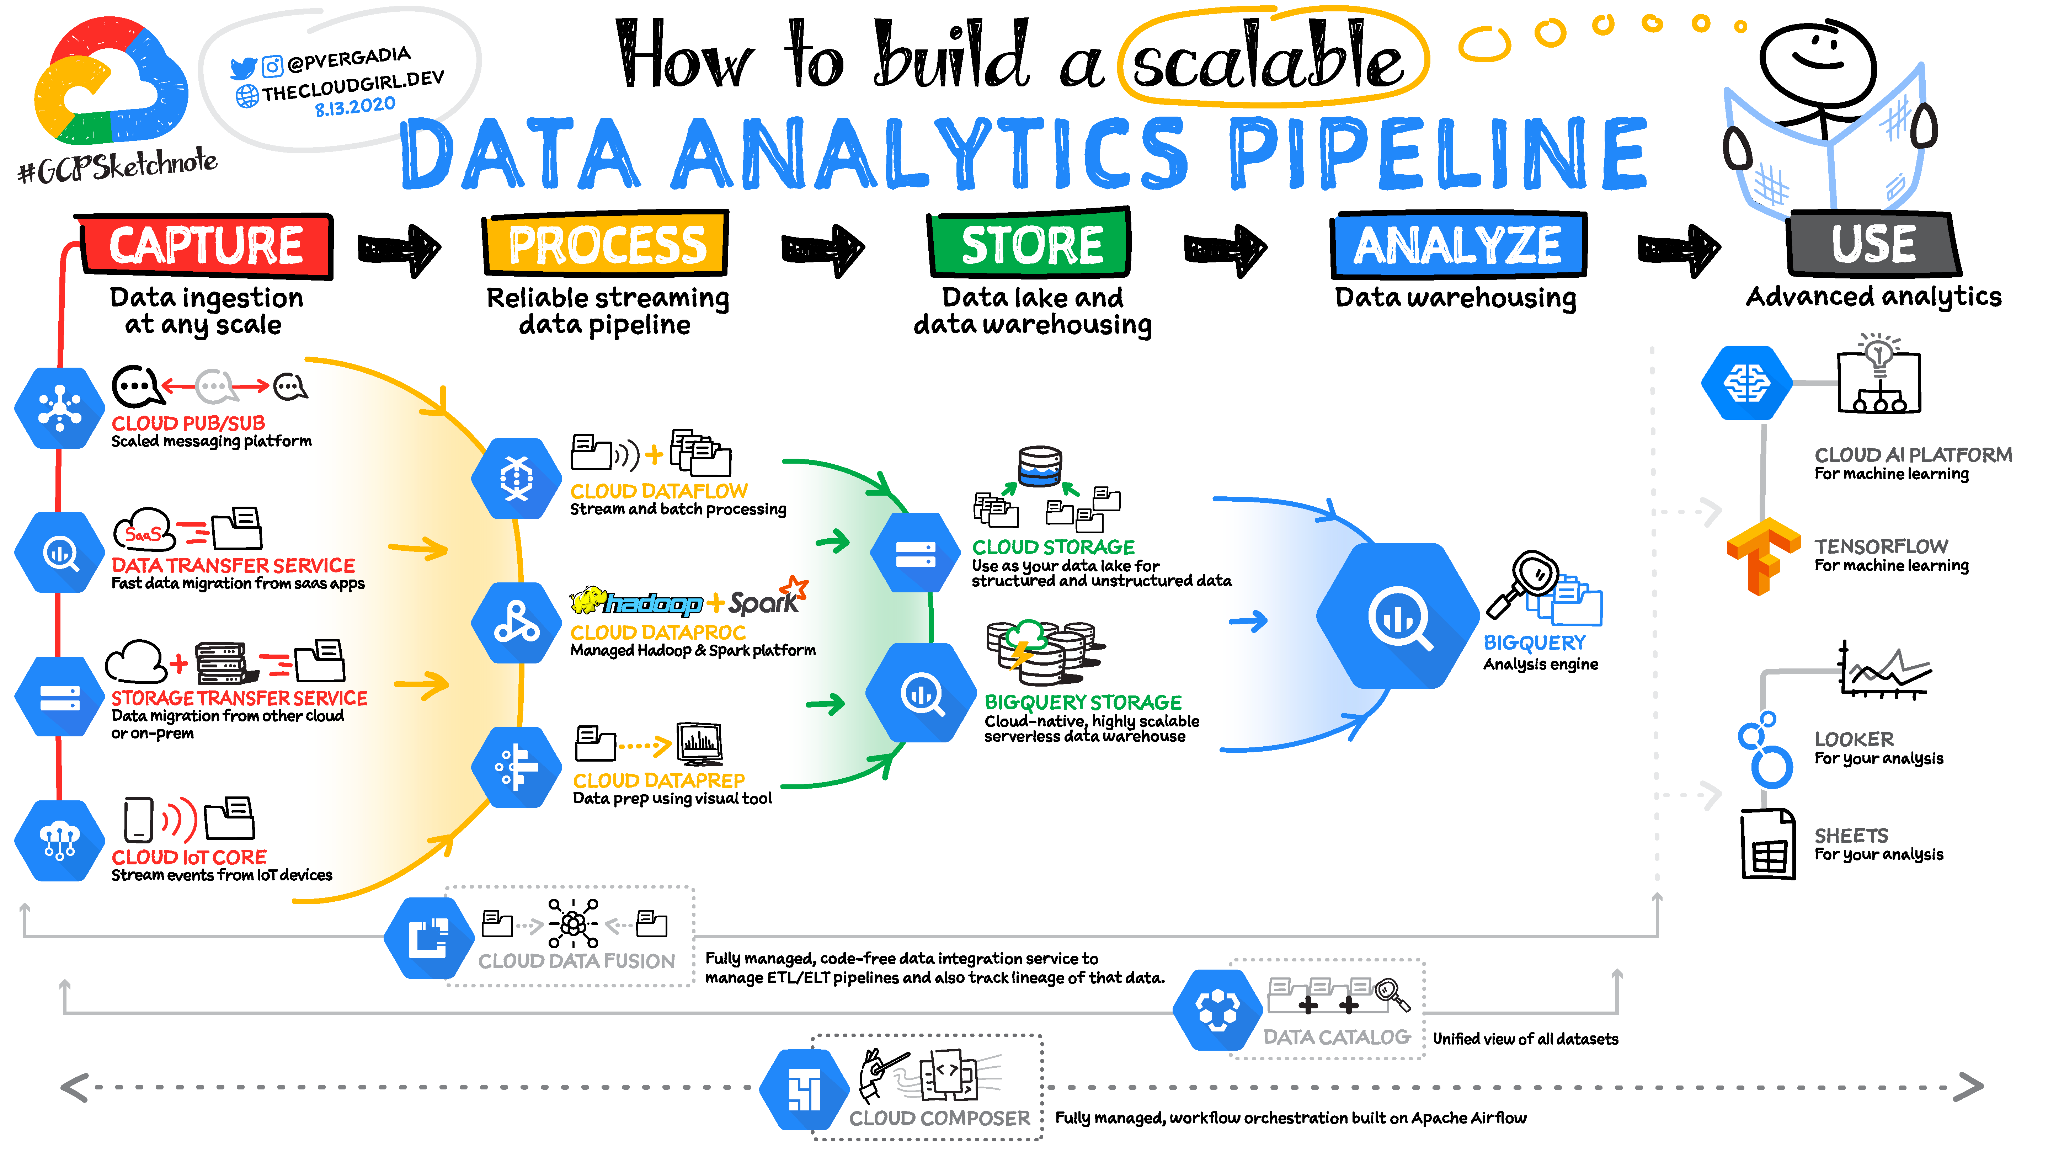 #GCPSketchnote
@PVERGADIA
THECLOUDGIRL.DEV
8.13.2020
How to build a scalable
DATA ANALYTICS PIPELINE
CAPTURE
Data ingestion
at any scale
PROCESS
Reliable streaming
data pipeline
STORE
Data lake and
data warehousing
ANALYZE
Data warehousing
USE
Advanced analytics
CLOUD PUB/SUB
Scaled messaging platform
SaaS
DATA TRANSFER SERVICE
Fast data migration from saas apps
STORAGE TRANSFER SERVICE
Data migration from other cloud
or on-prem
CLOUD IoT CORE
Stream events from IoT devices
CLOUD DATAFLOW
Stream and batch processing
hadoop + Spark
CLOUD DATAPROC
Managed Hadoop & Spark platform
CLOUD DATAPREP
Data prep using visual tool
CLOUD STORAGE
Use as your data lake for
structured and unstructured data
BIGQUERY STORAGE
Cloud-native, highly scalable
serverless data warehouse
BIGQUERY
Analysis engine
CLOUD AI PLATFORM
For machine learning
TENSORFLOW
For machine learning
LOOKER
For your analysis
SHEETS
For your analysis
CLOUD DATA FUSION
Fully managed, code-free data integration service to
manage ETL/ELT pipelines and also track lineage of that data.
DATA CATALOG
Unified view of all datasets
< >
CLOUD COMPOSER
Fully managed, workflow orchestration built on Apache Airflow